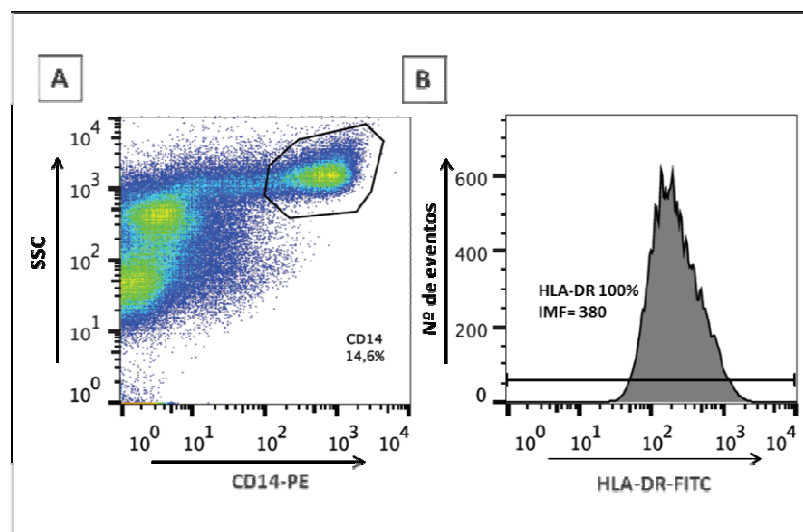 A
SSC
10^4
10^3
10^2
10^1
10^0
CD14
14,6%
10^0 10^1 10^2 10^3 10^4
CD14-PE
B
Nº de eventos
600
400
200
0
HLA-DR 100%
IMF= 380
10^0 10^1 10^2 10^3 10^4
HLA-DR-FITC